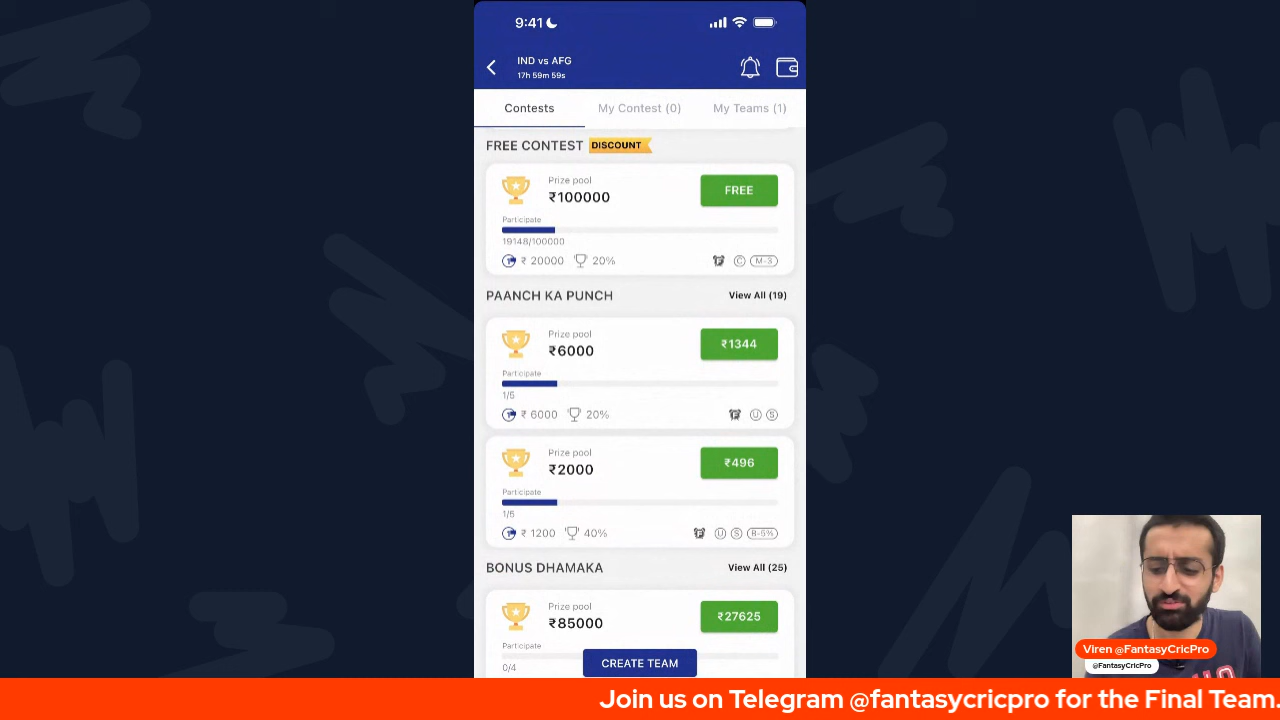 9:41
IND vs AFG
17h 59m 59s
Contests
My Contest (0)
My Teams (1)
FREE CONTEST
DISCOUNT
Prize pool
₹100000
FREE
Participate
19148/100000
₹ 20000
20%
F
C
M-3
PAANCH KA PUNCH
View All (19)
Prize pool
₹6000
₹1344
Participate
1/5
₹ 6000
20%
F
U
S
Prize pool
₹2000
₹496
Participate
1/5
₹ 1200
40%
F
U
S
B-5%
BONUS DHAMAKA
View All (25)
Prize pool
₹85000
₹27625
Participate
0/4
CREATE TEAM
Viren @FantasyCricPro
@FantasyCricPro
Join us on Telegram @fantasycricpro for the Final Team.